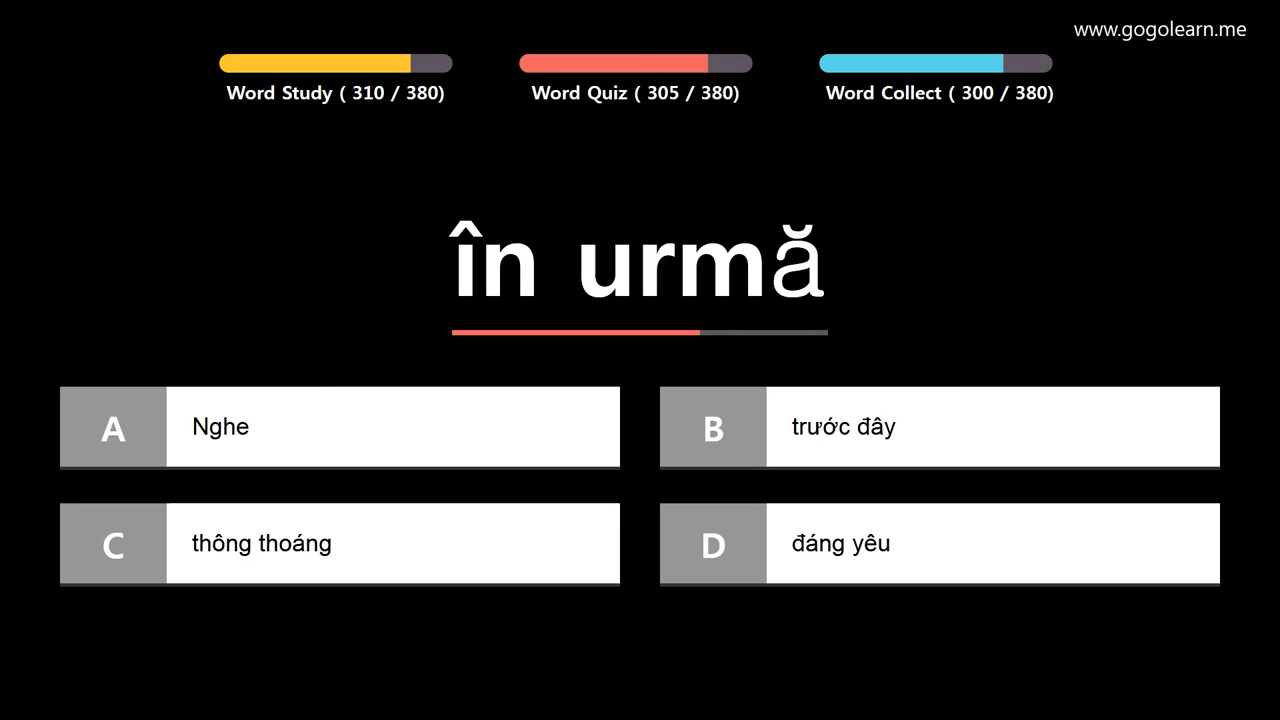 www.gogolearn.me
Word Study ( 310 / 380)
Word Quiz ( 305 / 380)
Word Collect ( 300 / 380)
în urmă
A
Nghe
B
trước đây
C
thông thoáng
D
đáng yêu